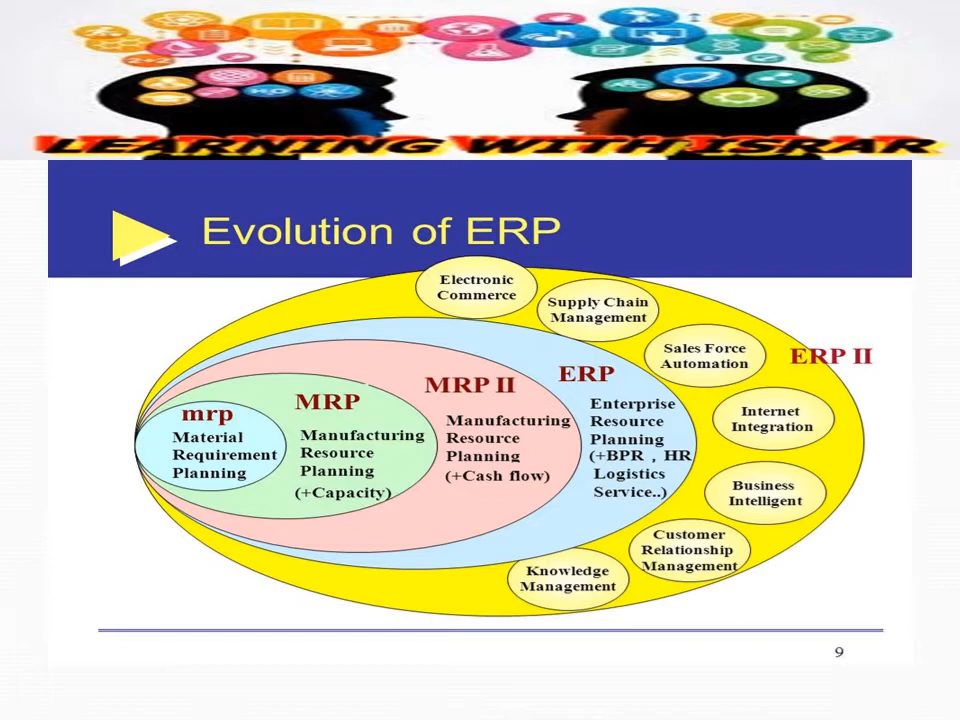 LEARNING WITH ISRAR
Evolution of ERP
Electronic
Commerce
Supply Chain
Management
Sales Force
Automation
ERP II
Internet
Integration
Business
Intelligent
Customer
Relationship
Management
Knowledge
Management
mrp
Material
Requirement
Planning
MRP
Manufacturing
Resource
Planning
(+Capacity)
MRP II
Manufacturing
Resource
Planning
(+Cash flow)
ERP
Enterprise
Resource
Planning
(+BPR , HR
Logistics
Service..)
9